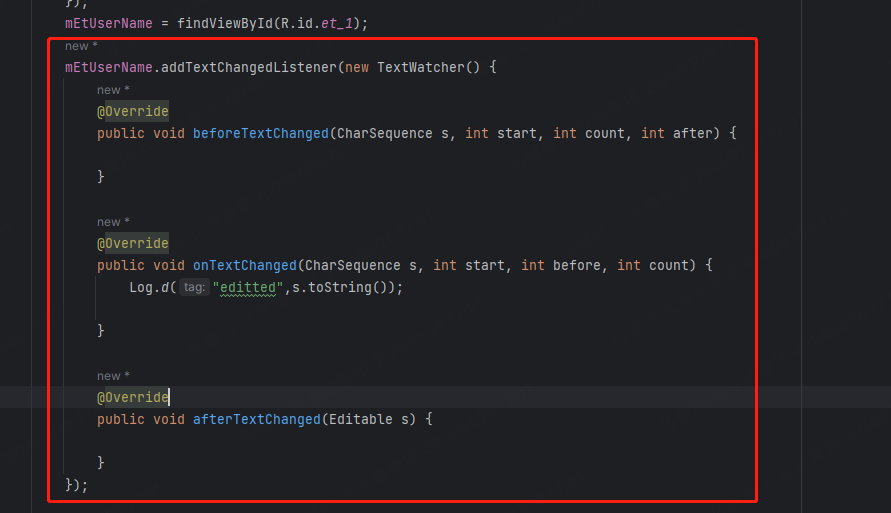 });
mEtUserName = findViewById(R.id.et_1);
new *
mEtUserName.addTextChangedListener(new TextWatcher() {
new *
@Override
public void beforeTextChanged(CharSequence s, int start, int count, int after) {
}
new *
@Override
public void onTextChanged(CharSequence s, int start, int before, int count) {
Log.d( tag: "editted",s.toString());
}
new *
@Override
public void afterTextChanged(Editable s) {
}
});